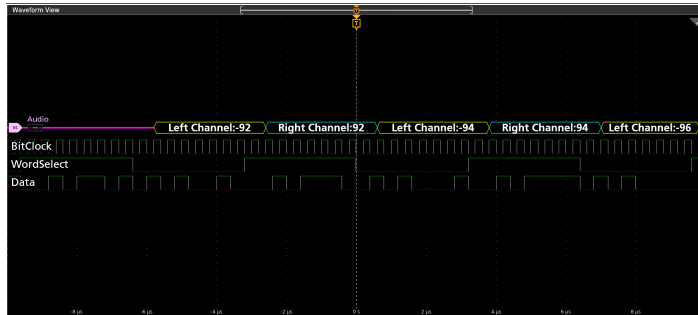 Waveform View
T
Audio
Left Channel:-92 Right Channel:92 Left Channel:-94 Right Channel:94 Left Channel:-96
BitClock
WordSelect
Data
-8 µs -6 µs -4 µs -2 µs 0 s 2 µs 4 µs 6 µs 8 µs